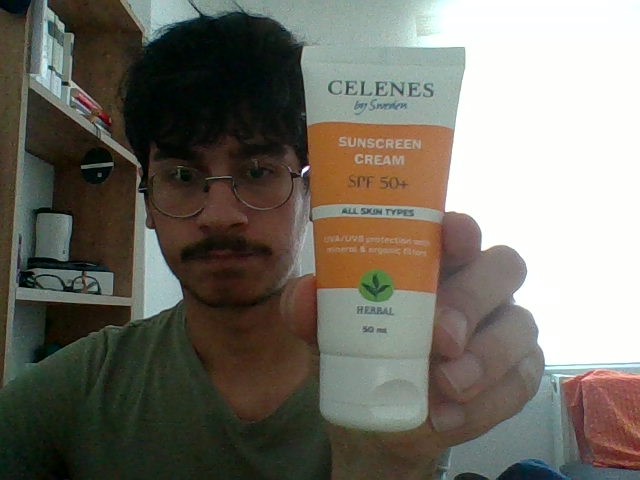 CELENES
by Sweden
SUNSCREEN
CREAM
SPF 50+
ALL SKIN TYPES
UVA/UVB protection with
mineral & organic filters
HERBAL
50 mL